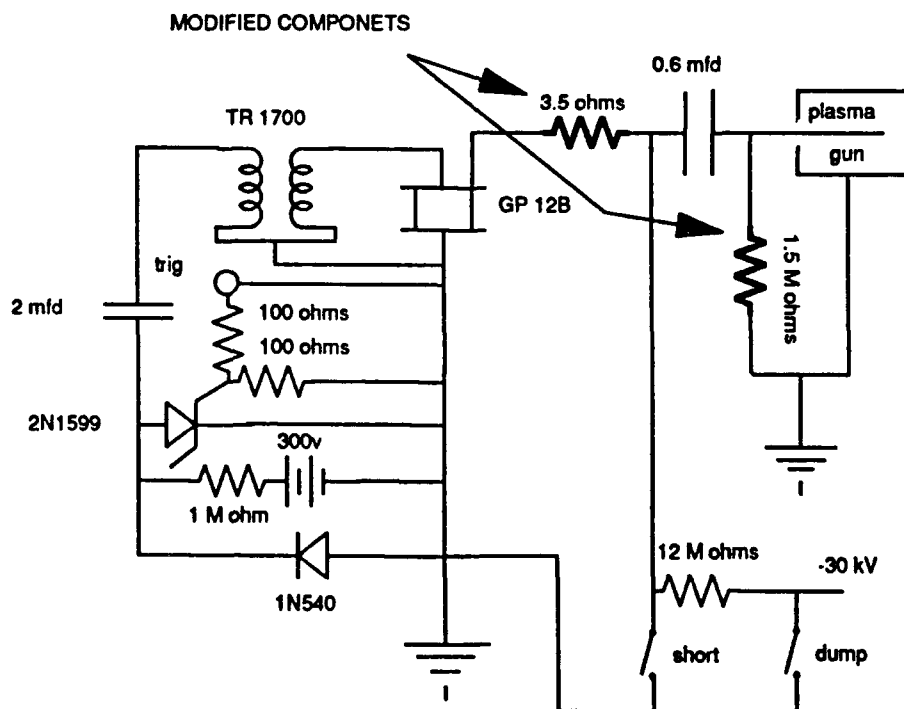 MODIFIED COMPONETS
0.6 mfd
3.5 ohms
plasma
gun
TR 1700
GP 12B
1.5 M ohms
trig
2 mfd
100 ohms
100 ohms
2N1599
300v
1 M ohm
12 M ohms
-30 kV
1N540
short
dump